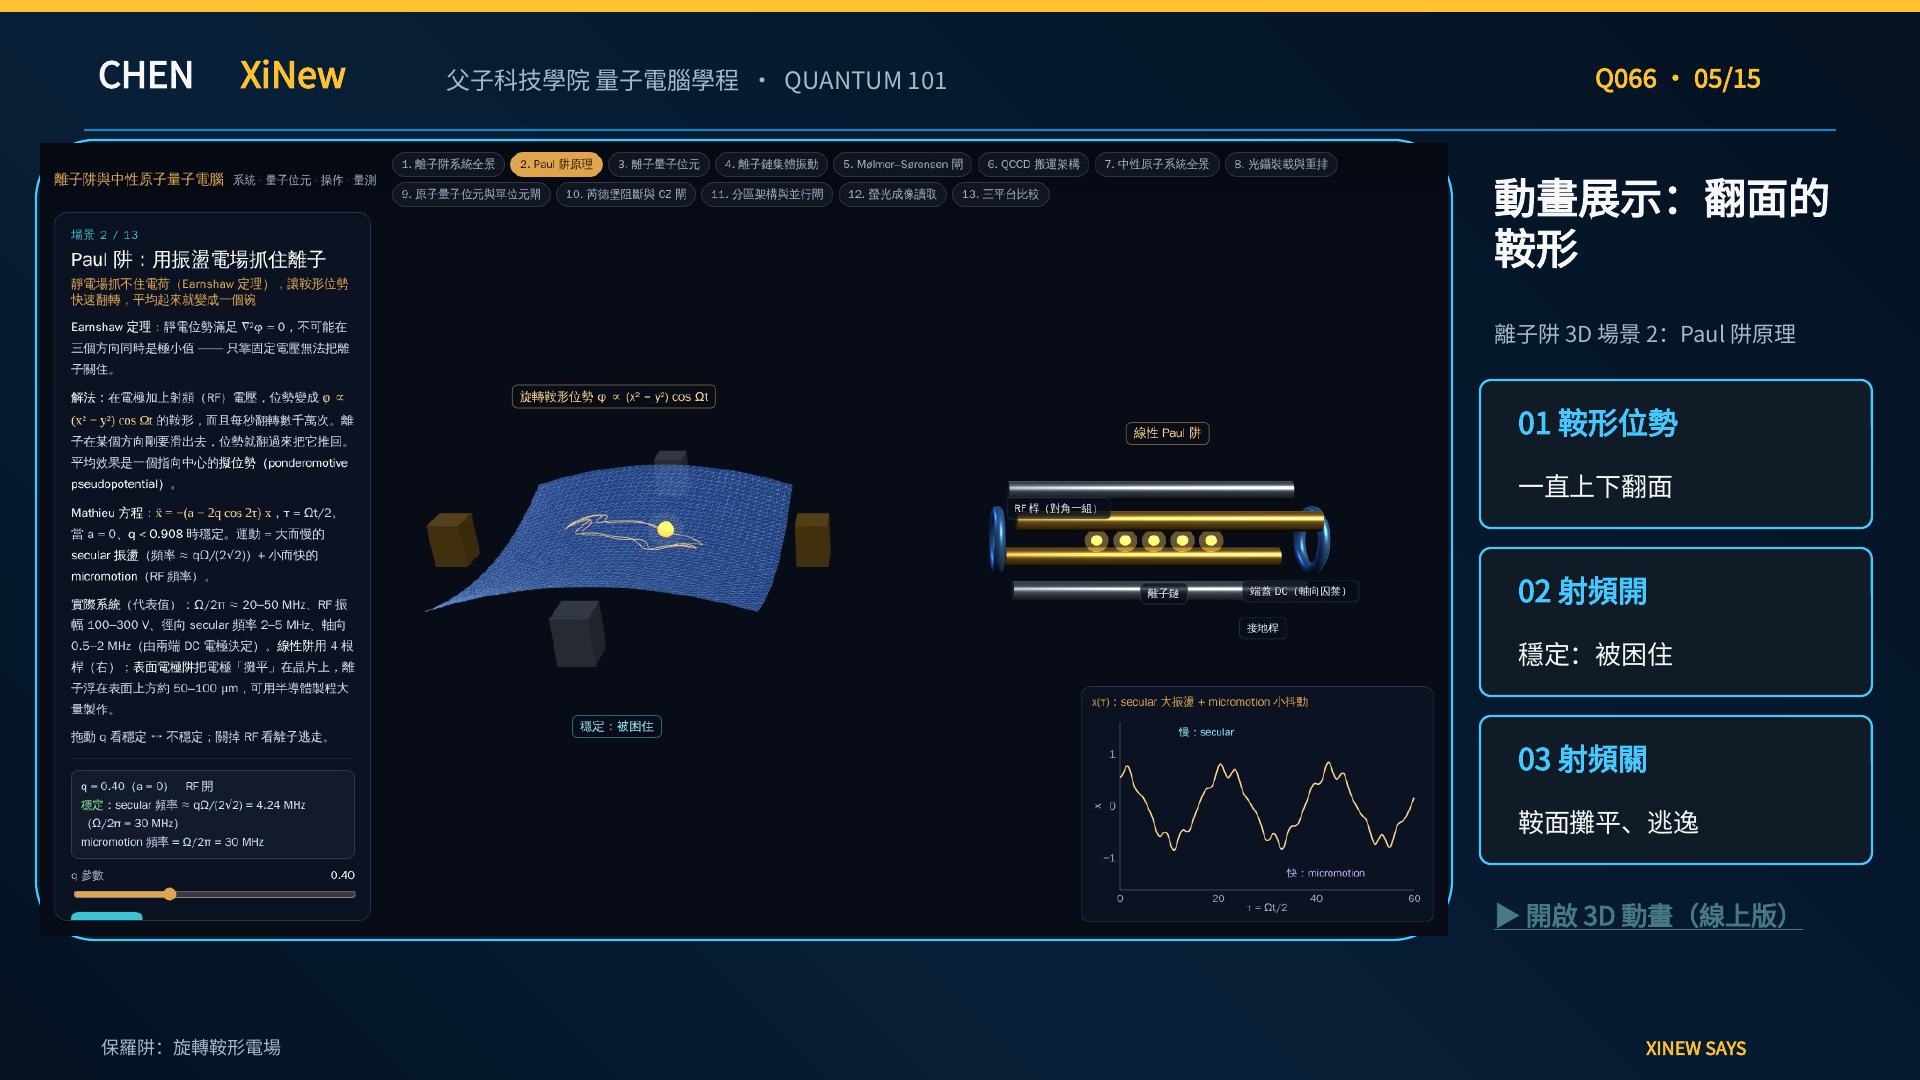 CHEN XiNew
父子科技學院 量子電腦學程 · QUANTUM 101
Q066 · 05/15
離子阱與中性原子量子電腦 系統 · 量子位元 · 操作 · 量測
1. 離子阱系統全景
2. Paul 阱原理
3. 離子量子位元
4. 離子鏈集體振動
5. Mølmer–Sørensen 閘
6. QCCD 搬運架構
7. 中性原子系統全景
8. 光鑷裝載與重排
9. 原子量子位元與單位元閘
10. 芮德堡阻斷與 CZ 閘
11. 分區架構與並行閘
12. 螢光成像讀取
13. 三平台比較
場景 2 / 13
Paul 阱：用振盪電場抓住離子
靜電場抓不住電荷（Earnshaw 定理），讓鞍形位勢
快速翻轉，平均起來就變成一個碗
Earnshaw 定理：靜電位勢滿足 ∇²φ = 0，不可能在
三個方向同時是極小值 —— 只靠固定電壓無法把離
子關住。
解法：在電極加上射頻（RF）電壓，位勢變成 φ ∝
(x² − y²) cos Ωt 的鞍形，而且每秒翻轉數千萬次。離
子在某個方向剛要滑出去，位勢就翻過來把它推回。
平均效果是一個指向中心的擬位勢（ponderomotive
pseudopotential）。
Mathieu 方程：ẍ = −(a − 2q cos 2τ) x，τ = Ωt/2。
當 a = 0、q < 0.908 時穩定。運動 = 大而慢的
secular 振盪（頻率 ≈ qΩ/(2√2)）+ 小而快的
micromotion（RF 頻率）。
實際系統（代表值）：Ω/2π ≈ 20–50 MHz、RF 振
幅 100–300 V、徑向 secular 頻率 2–5 MHz、軸向
0.5–2 MHz（由兩端 DC 電極決定）。線性阱用 4 根
桿（右）；表面電極阱把電極「攤平」在晶片上，離
子浮在表面上方約 50–100 μm，可用半導體製程大
量製作。
拖動 q 看穩定 ↔ 不穩定；關掉 RF 看離子逃走。
q = 0.40（a = 0） RF 開
穩定：secular 頻率 ≈ qΩ/(2√2) = 4.24 MHz
（Ω/2π = 30 MHz）
micromotion 頻率 = Ω/2π = 30 MHz
q 參數 0.40
旋轉鞍形位勢 φ ∝ (x² − y²) cos Ωt
穩定：被困住
線性 Paul 阱
RF 桿（對角一組）
離子鏈
端蓋 DC（軸向囚禁）
接地桿
x(τ)：secular 大振盪 + micromotion 小抖動
慢：secular
1
x 0
−1
快：micromotion
0 20 40 60
τ = Ωt/2
動畫展示：翻面的
鞍形
離子阱 3D 場景 2：Paul 阱原理
01 鞍形位勢
一直上下翻面
02 射頻開
穩定：被困住
03 射頻關
鞍面攤平、逃逸
▶ 開啟 3D 動畫（線上版）
保羅阱：旋轉鞍形電場
XINEW SAYS